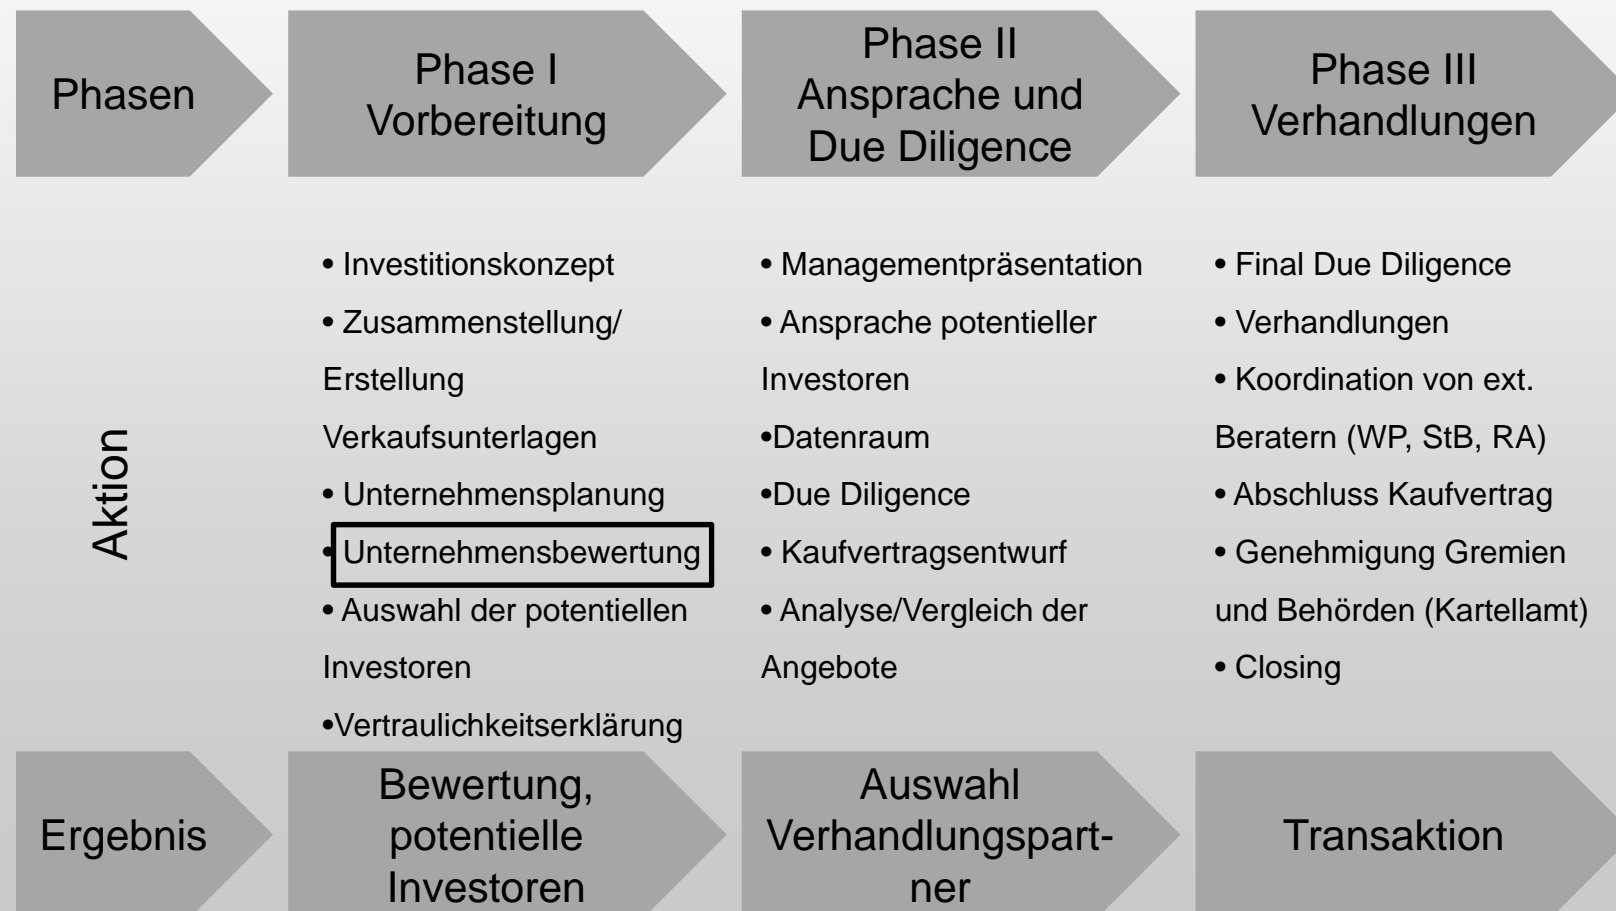 Phasen
Phase I
Vorbereitung
Phase II
Ansprache und
Due Diligence
Phase III
Verhandlungen
Aktion
• Investitionskonzept
• Zusammenstellung/
Erstellung
Verkaufsunterlagen
• Unternehmensplanung
• Unternehmensbewertung
• Auswahl der potentiellen
Investoren
•Vertraulichkeitserklärung
• Managementpräsentation
• Ansprache potentieller
Investoren
•Datenraum
•Due Diligence
• Kaufvertragsentwurf
• Analyse/Vergleich der
Angebote
• Final Due Diligence
• Verhandlungen
• Koordination von ext.
Beratern (WP, StB, RA)
• Abschluss Kaufvertrag
• Genehmigung Gremien
und Behörden (Kartellamt)
• Closing
Ergebnis
Bewertung,
potentielle
Investoren
Auswahl
Verhandlungspart-
ner
Transaktion